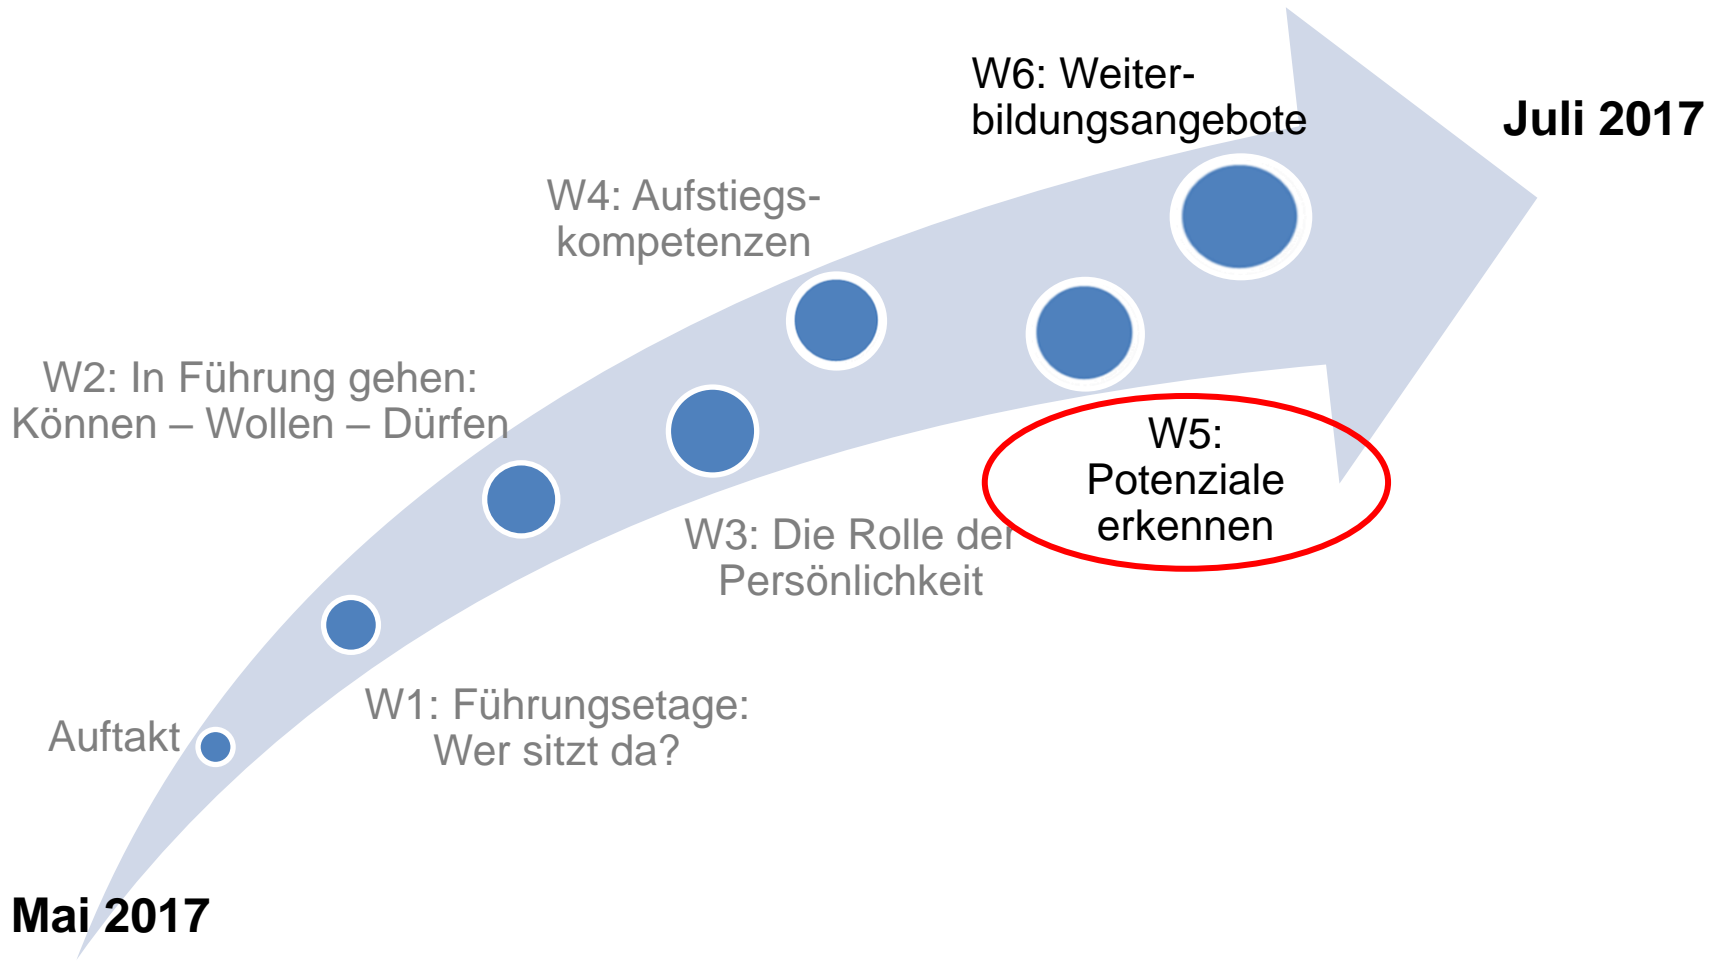 W6: Weiter-
bildungsangebote
Juli 2017
W4: Aufstiegs-
kompetenzen
W2: In Führung gehen:
Können – Wollen – Dürfen
W5:
Potenziale
erkennen
W3: Die Rolle der
Persönlichkeit
W1: Führungsetage:
Wer sitzt da?
Auftakt
Mai 2017